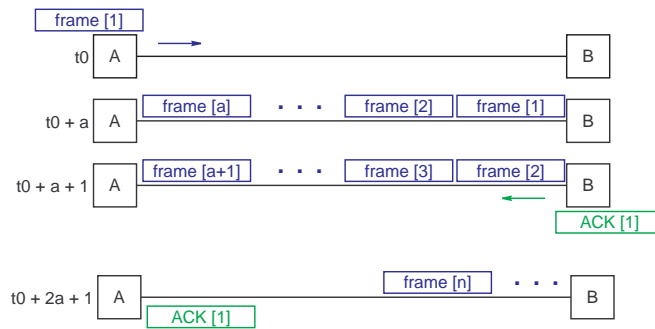 frame [1]
t0 A B
t0 + a A frame [a] . . . frame [2] frame [1] B
t0 + a + 1 A frame [a+1] . . . frame [3] frame [2] B
ACK [1]
t0 + 2a + 1 A frame [n] . . . B
ACK [1]